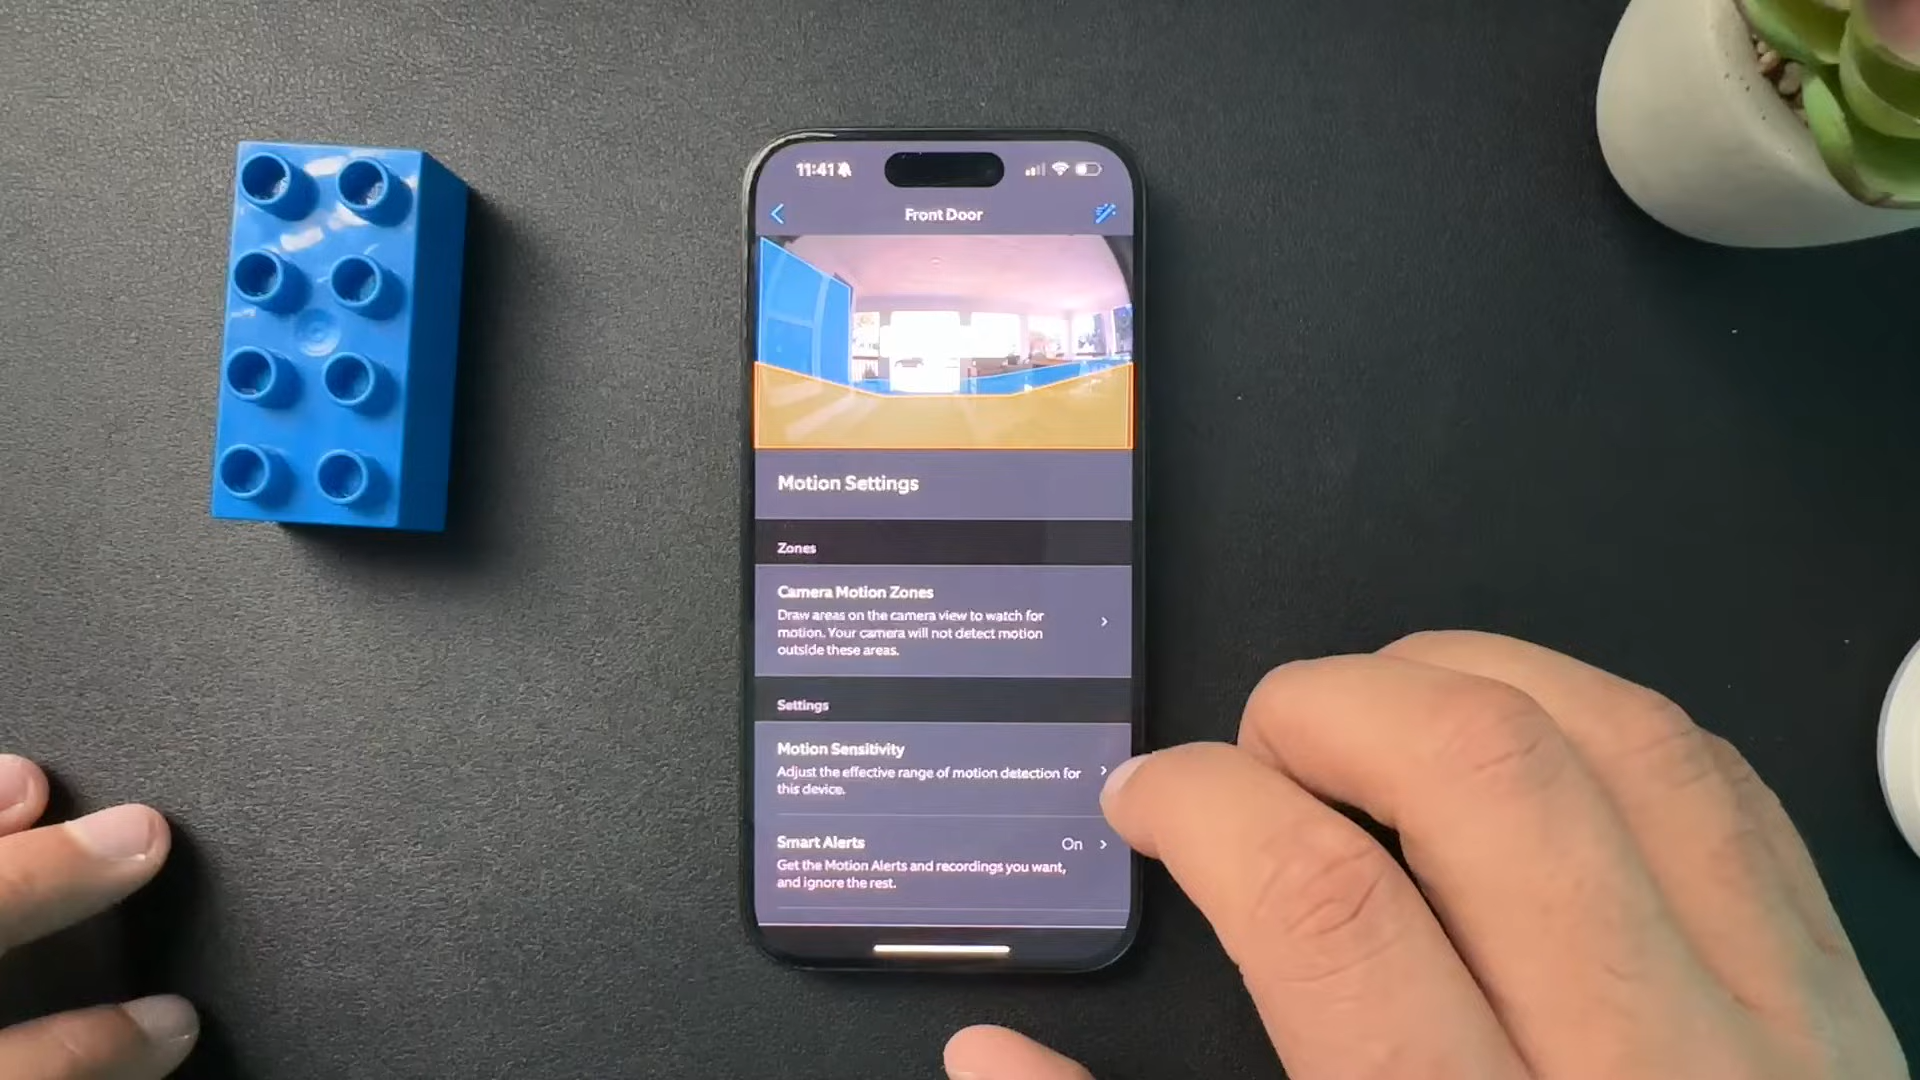 11:41
Front Door
Motion Settings
Zones
Camera Motion Zones
Draw areas on the camera view to watch for
motion. Your camera will not detect motion
outside these areas.
Settings
Motion Sensitivity
Adjust the effective range of motion detection for
this device.
Smart Alerts On
Get the Motion Alerts and recordings you want,
and ignore the rest.